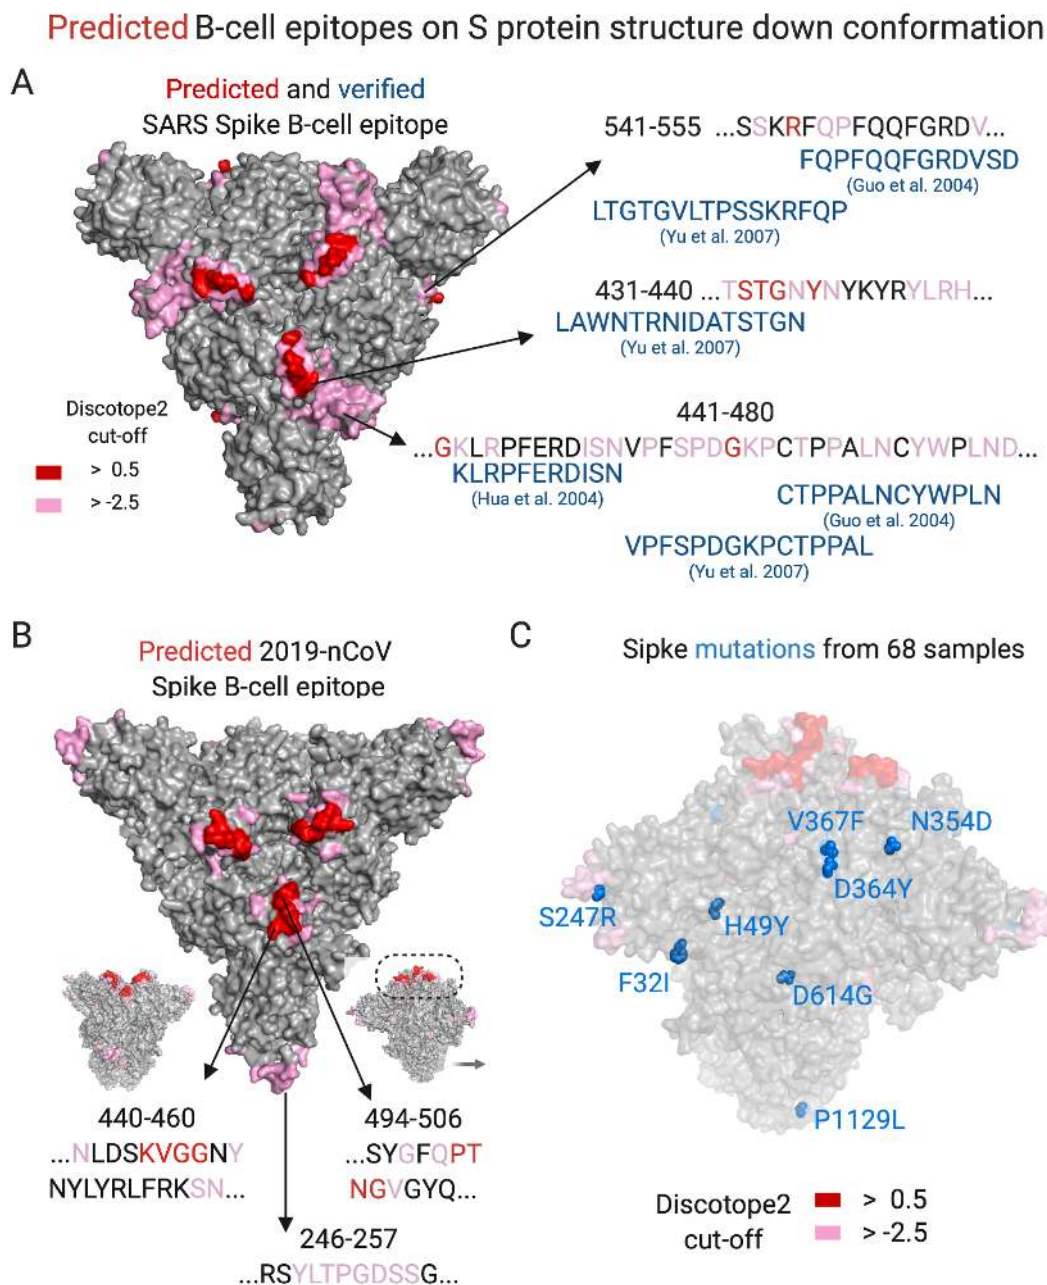 Predicted B-cell epitopes on S protein structure down conformation
A
Predicted and verified
SARS Spike B-cell epitope
541-555 ...SSKRFQPFQQFGRDV...
FQPFQQFGRDVSD
(Guo et al. 2004)
LTGTGVLTPSSKRFQP
(Yu et al. 2007)
431-440 ...TSTGNYNYKYRYLRH...
LAWNTRNIDATSTGN
(Yu et al. 2007)
441-480
...GKLRPFERDISNVPFSPDGKPCTPPALNCYWPLND...
KLRPFERDISN
(Hua et al. 2004)
CTPPALNCYWPLN
(Guo et al. 2004)
VPFSPDGKPCTPPAL
(Yu et al. 2007)
Discotope2
cut-off
> 0.5
> -2.5
B
Predicted 2019-nCoV
Spike B-cell epitope
440-460
...NLDSKVGGNY
NYLYRLFRKSN...
494-506
...SYGFQPT
NGVGYQ...
246-257
...RSYLTPGDSSG...
C
Sipke mutations from 68 samples
V367F
N354D
D364Y
S247R
H49Y
F32I
D614G
P1129L
Discotope2
cut-off
> 0.5
> -2.5